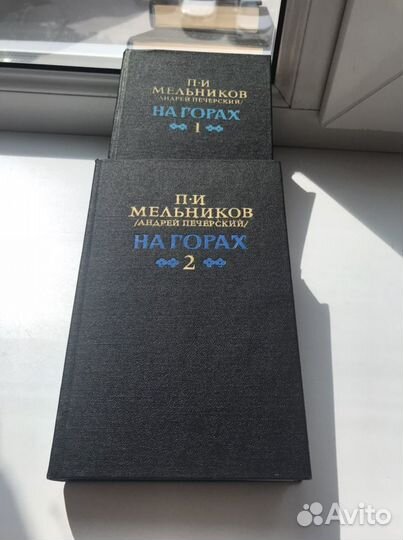 П·И
МЕЛЬНИКОВ
/АНДРЕЙ ПЕЧЕРСКИЙ/
НА ГОРАХ
1
П·И
МЕЛЬНИКОВ
/АНДРЕЙ ПЕЧЕРСКИЙ/
НА ГОРАХ
2
Avito